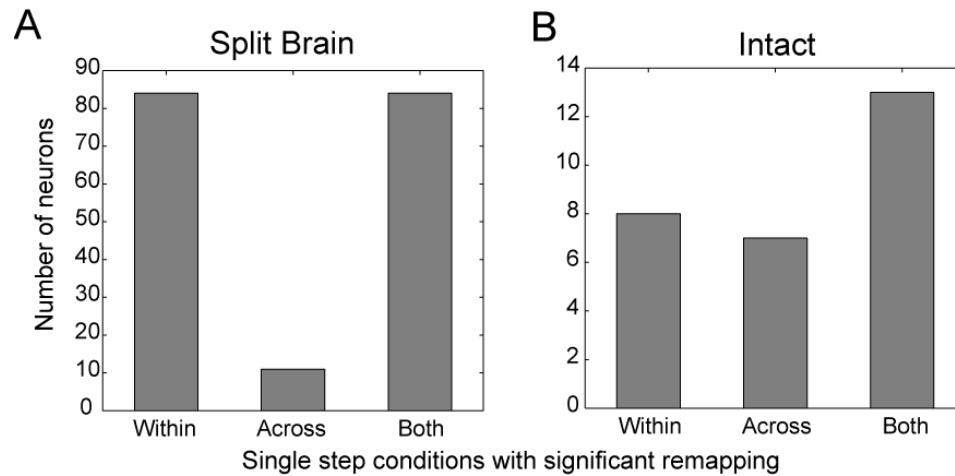 A
Split Brain
Number of neurons
90
80
70
60
50
40
30
20
10
0
Within Across Both
B
Intact
14
12
10
8
6
4
2
0
Within Across Both
Single step conditions with significant remapping